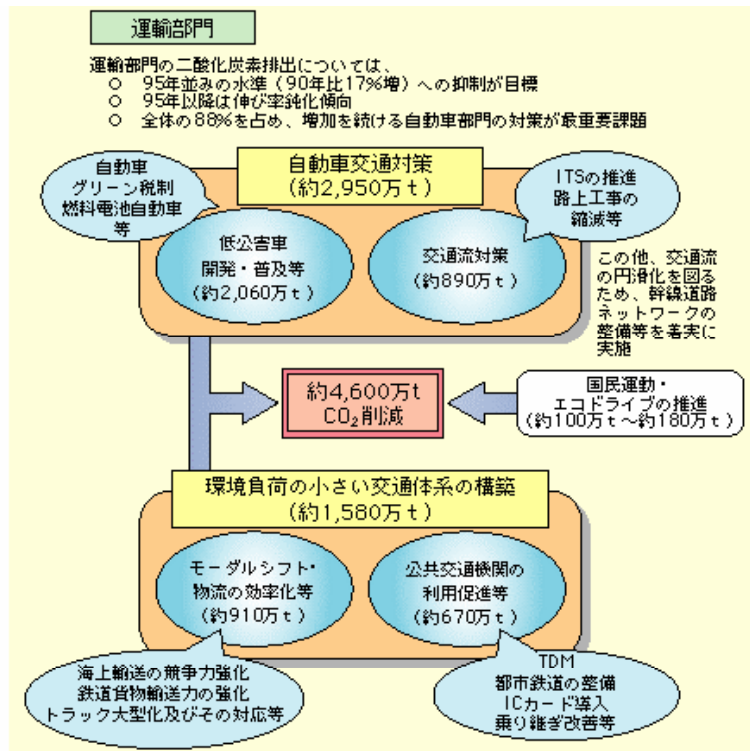 運輸部門
運輸部門の二酸化炭素排出については、
○ 95年並みの水準(90年比17%増)への抑制が目標
○ 95年以降は伸び率鈍化傾向
○ 全体の88%を占め、増加を続ける自動車部門の対策が最重要課題
自動車交通対策
(約2,950万t)
自動車
グリーン税制
燃料電池自動車
等
ITSの推進
路上工事の
縮減等
低公害車
開発・普及等
(約2,060万t)
交通流対策
(約890万t)
この他、交通流
の円滑化を図る
ため、幹線道路
ネットワークの
整備等を着実に
実施
約4,600万t
CO₂削減
国民運動・
エコドライブの推進
(約100万t~約180万t)
環境負荷の小さい交通体系の構築
(約1,580万t)
モーダルシフト・
物流の効率化等
(約910万t)
公共交通機関の
利用促進等
(約670万t)
海上輸送の競争力強化
鉄道貨物輸送力の強化
トラック大型化及びその対応等
TDM
都市鉄道の整備
ICカード導入
乗り継ぎ改善等